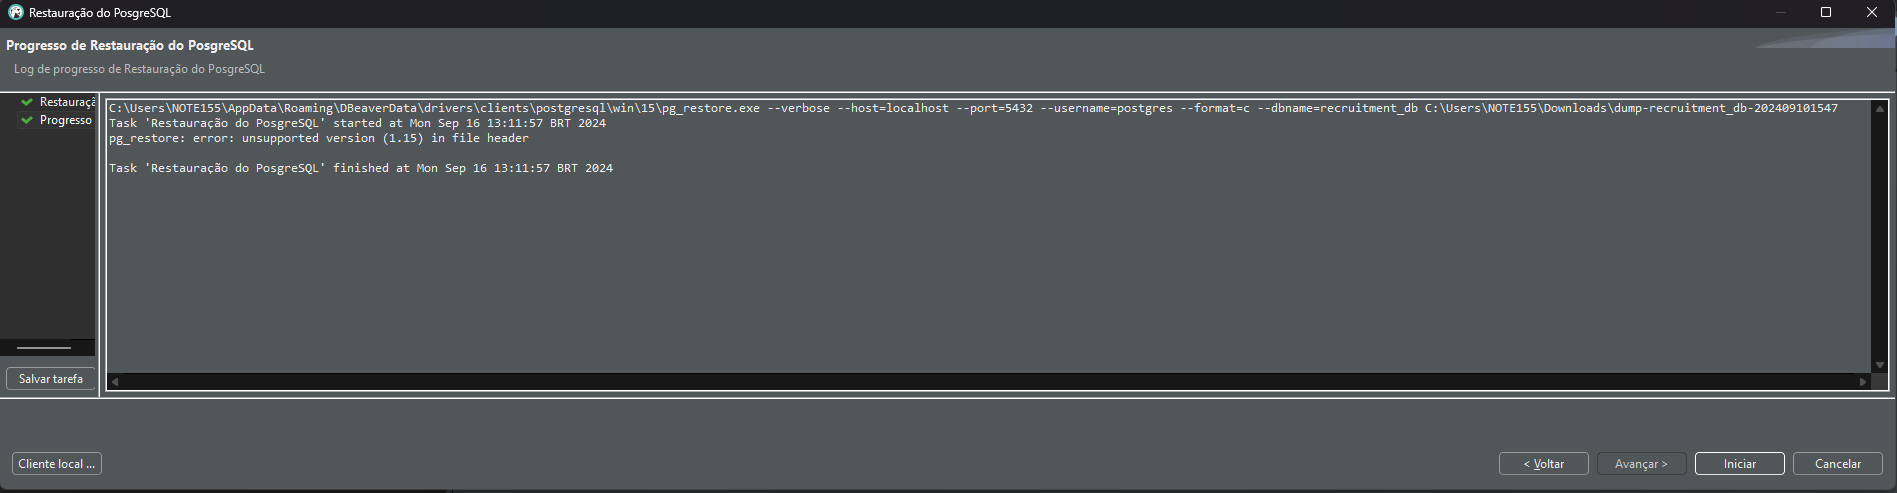 Restauração do PosgreSQL
Progresso de Restauração do PosgreSQL
Log de progresso de Restauração do PosgreSQL
Restauraçã
Progresso
C:\Users\NOTE155\AppData\Roaming\DBeaverData\drivers\clients\postgresql\win\15\pg_restore.exe --verbose --host=localhost --port=5432 --username=postgres --format=c --dbname=recruitment_db C:\Users\NOTE155\Downloads\dump-recruitment_db-202409101547
Task 'Restauração do PosgreSQL' started at Mon Sep 16 13:11:57 BRT 2024
pg_restore: error: unsupported version (1.15) in file header
Task 'Restauração do PosgreSQL' finished at Mon Sep 16 13:11:57 BRT 2024
Salvar tarefa
Cliente local ...
< Voltar
Avançar >
Iniciar
Cancelar